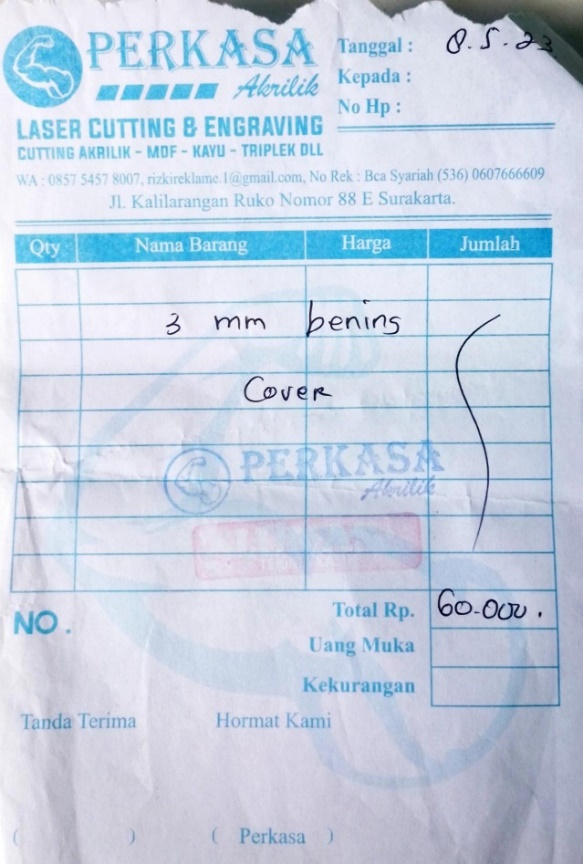 PERKASA
Akrilik
LASER CUTTING & ENGRAVING
CUTTING AKRILIK - MDF - KAYU - TRIPLEK DLL
Tanggal : 8.5.23
Kepada :
No Hp :
WA : 0857 5457 8007, rizkireklame.1@gmail.com, No Rek : Bca Syariah (536) 0607666609
Jl. Kalilarangan Ruko Nomor 88 E Surakarta.
Qty Nama Barang Harga Jumlah
3 mm bening
Cover
PERKASA
Akrilik
NO. Total Rp. 60.000.
Uang Muka
Kekurangan
Tanda Terima Hormat Kami
( ) ( Perkasa )